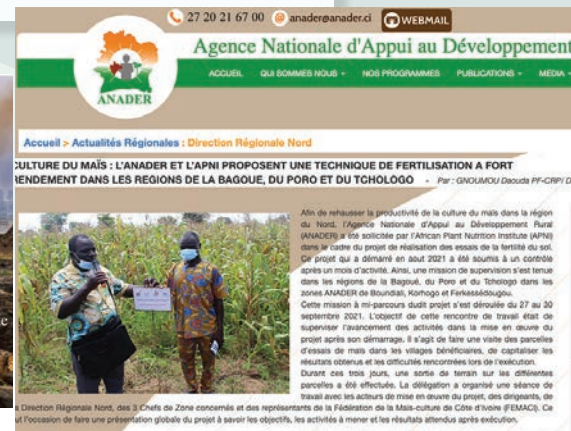 27 20 21 67 00 anader@anader.ci WEBMAIL
ANADER
Agence Nationale d'Appui au Développement
ACCUEIL QUI SOMMES NOUS NOS PROGRAMMES PUBLICATIONS MEDIA
Accueil > Actualités Régionales : Direction Régionale Nord
CULTURE DU MAÏS : L'ANADER ET L'APNI PROPOSENT UNE TECHNIQUE DE FERTILISATION A FORT
RENDEMENT DANS LES REGIONS DE LA BAGOUE, DU PORO ET DU TCHOLOGO - Par : GNOUMOU Daouda PF-CRP/ D
Afin de rehausser la productivité de la culture du maïs dans la région
du Nord, l'Agence Nationale d'Appui au Développement Rural
(ANADER) a été sollicitée par l'African Plant Nutrition Institute (APNI)
dans le cadre du projet de réalisation des essais de la fertilité du sol.
Ce projet qui a démarré en aout 2021 a été soumis à un contrôle
après un mois d'activité. Ainsi, une mission de supervision s'est tenue
dans les régions de la Bagoué, du Poro et du Tchologo dans les
zones ANADER de Boundiali, Korhogo et Ferkessédougou.
Cette mission à mi-parcours dudit projet s'est déroulée du 27 au 30
septembre 2021. L'objectif de cette rencontre de travail était de
superviser l'avancement des activités dans la mise en œuvre du
projet après son démarrage. Il s'agit de faire une visite des parcelles
d'essais de maïs dans les villages bénéficiaires, de capitaliser les
résultats obtenus et les difficultés rencontrées lors de l'exécution.
Durant ces trois jours, une sortie de terrain sur les différentes
parcelles a été effectuée. La délégation a organisé une séance de
travail avec les acteurs de mise en œuvre du projet, des dirigeants, de
a Direction Régionale Nord, des 3 Chefs de Zone concernés et des représentants de la Fédération de la Maïs-culture de Côte d'Ivoire (FEMACI). Ce
ut l'occasion de faire une présentation globale du projet à savoir les objectifs, les activités à mener et les résultats attendus après exécution.